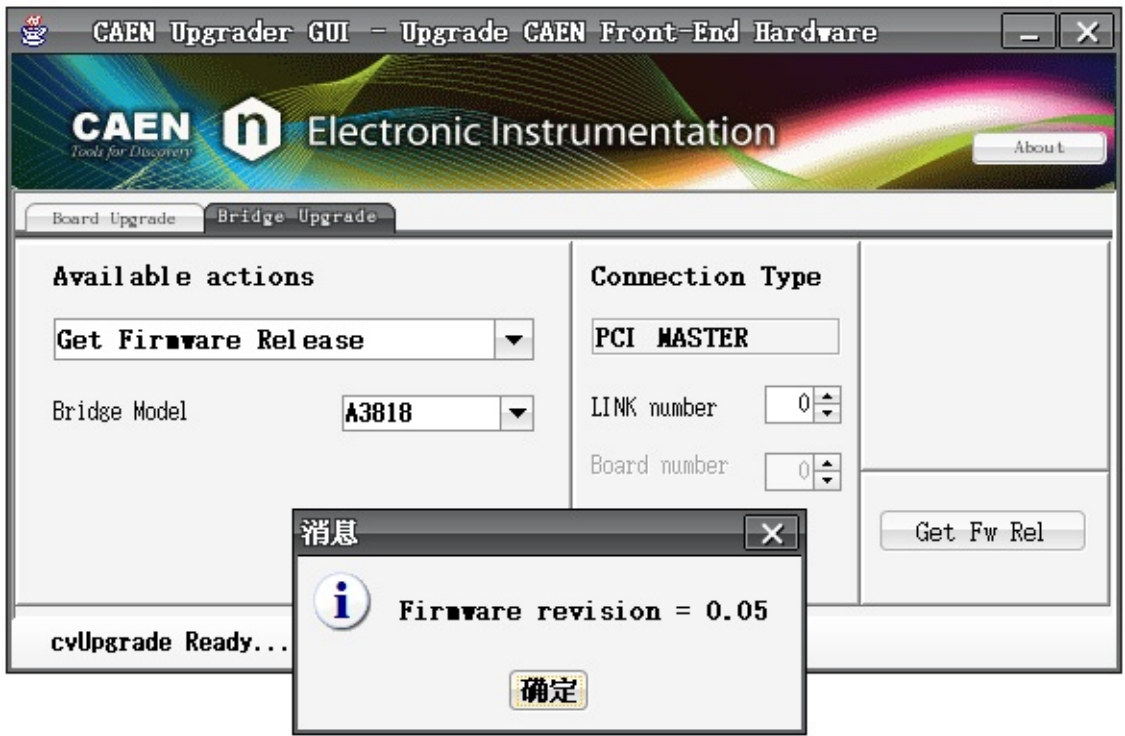 CAEN Upgrader GUI - Upgrade CAEN Front-End Hardware
CAEN
Tools for Discovery
n Electronic Instrumentation
About
Board Upgrade
Bridge Upgrade
Available actions
Get Firmware Release
Bridge Model
A3818
Connection Type
PCI MASTER
LINK number
0
Board number
0
Get Fw Rel
消息
Firmware revision = 0.05
确定
cvUpgrade Ready...